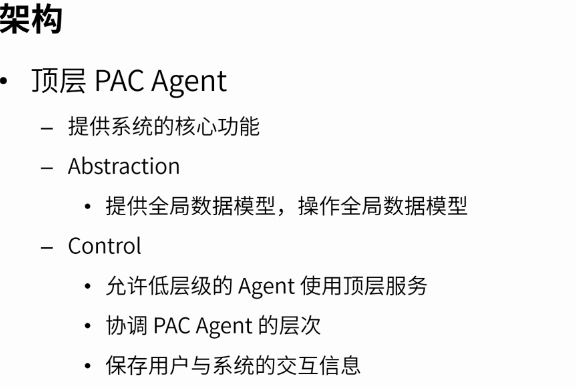 架构
• 顶层 PAC Agent
– 提供系统的核心功能
– Abstraction
• 提供全局数据模型，操作全局数据模型
– Control
• 允许低层级的 Agent 使用顶层服务
• 协调 PAC Agent 的层次
• 保存用户与系统的交互信息